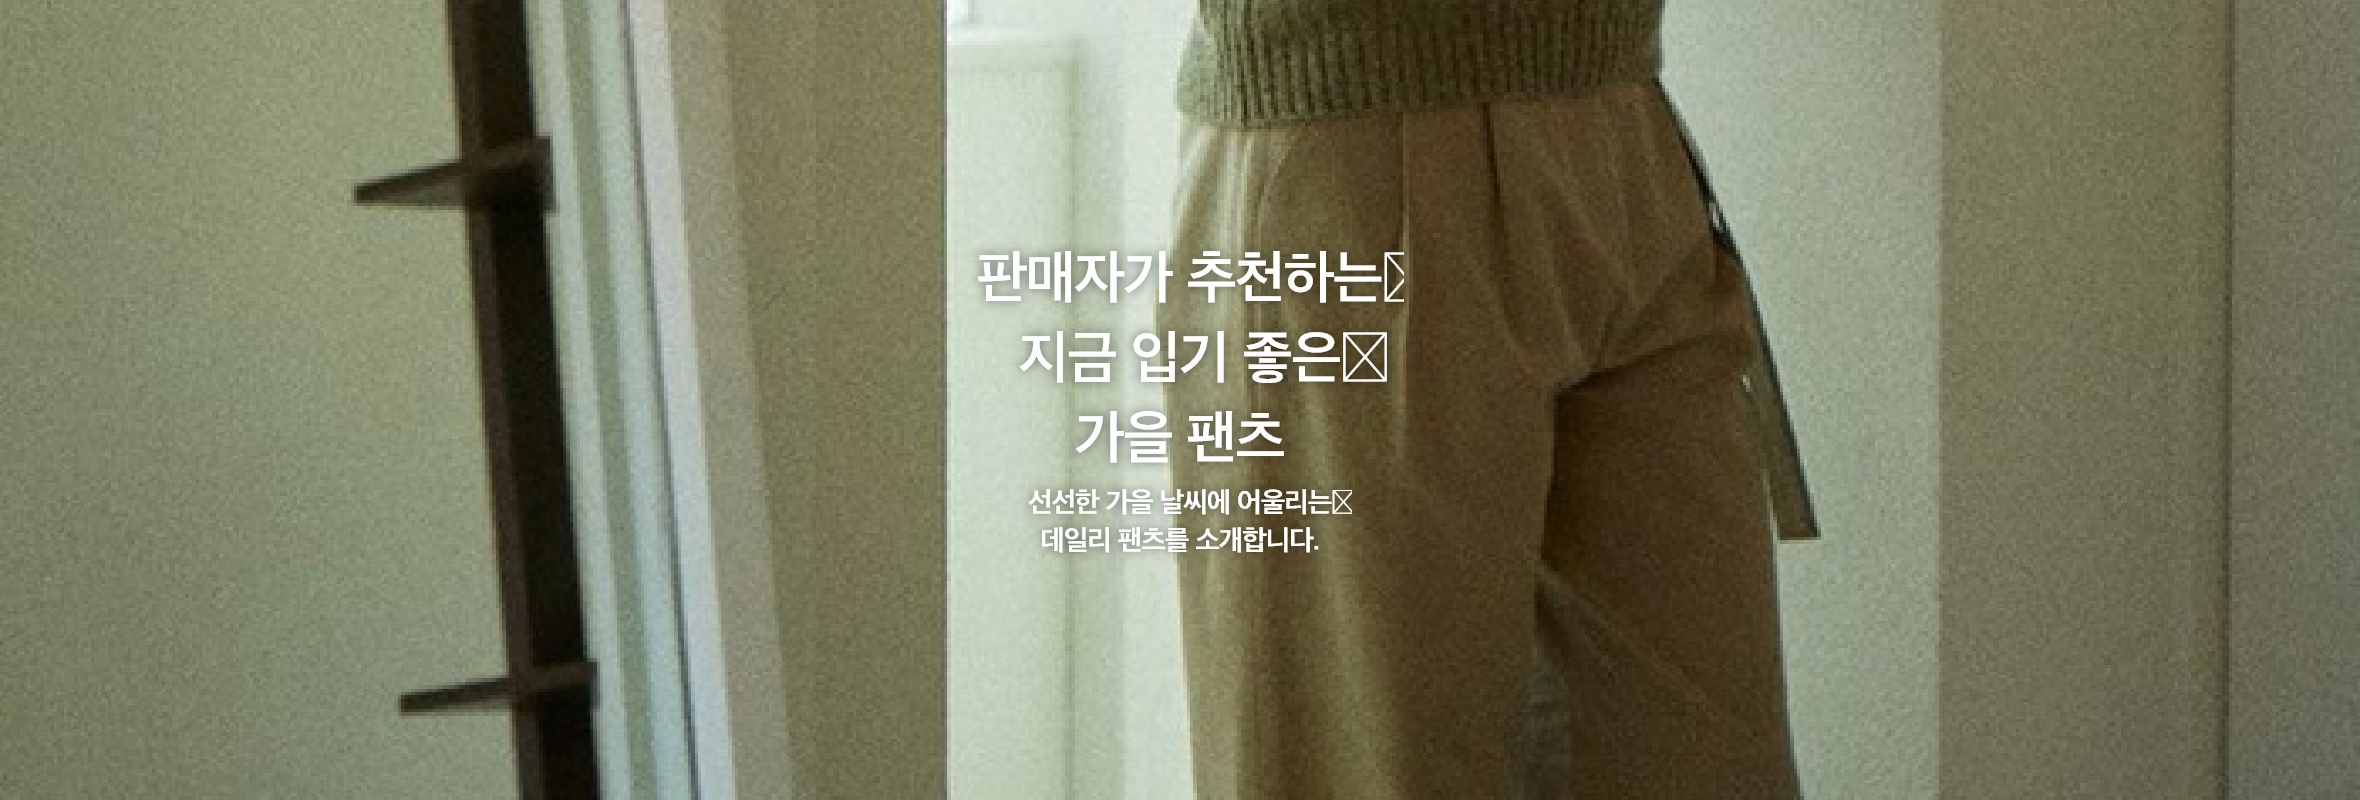 판매자가 추천하는
지금 입기 좋은
가을 팬츠
선선한 가을 날씨에 어울리는
데일리 팬츠를 소개합니다.